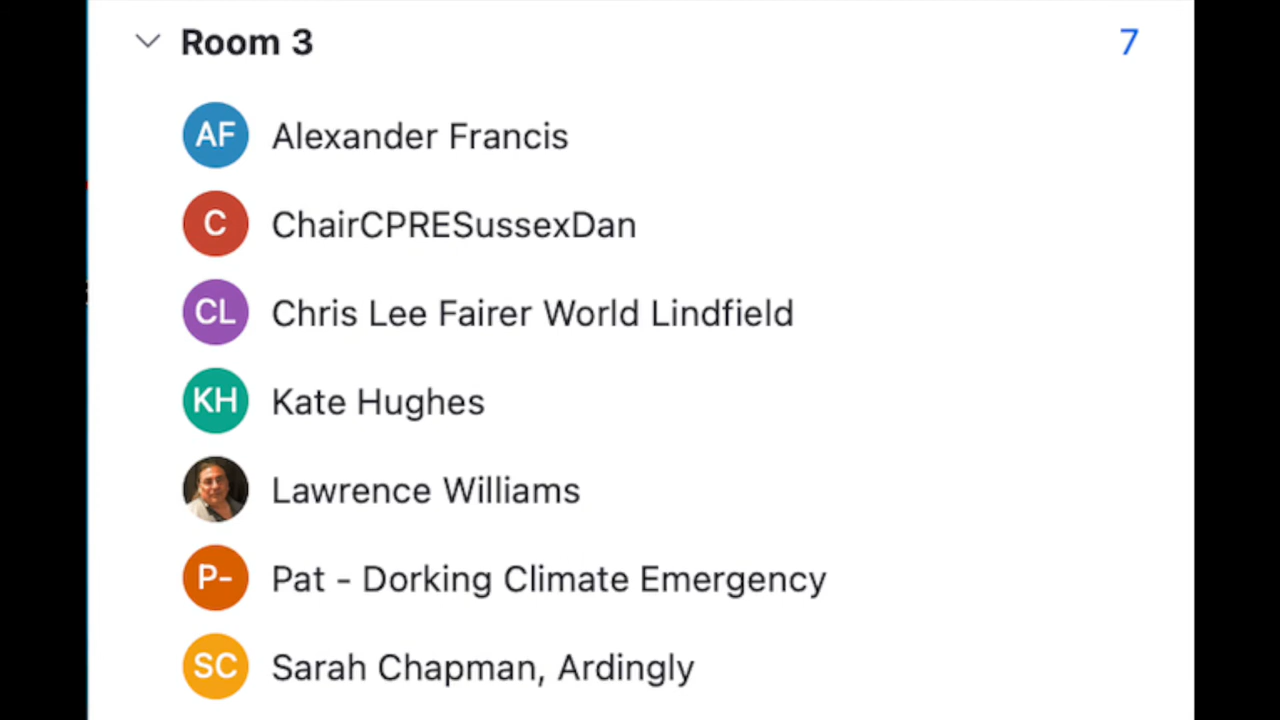 Room 3 7
AF Alexander Francis
C ChairCPRESussexDan
CL Chris Lee Fairer World Lindfield
KH Kate Hughes
Lawrence Williams
P- Pat - Dorking Climate Emergency
SC Sarah Chapman, Ardingly